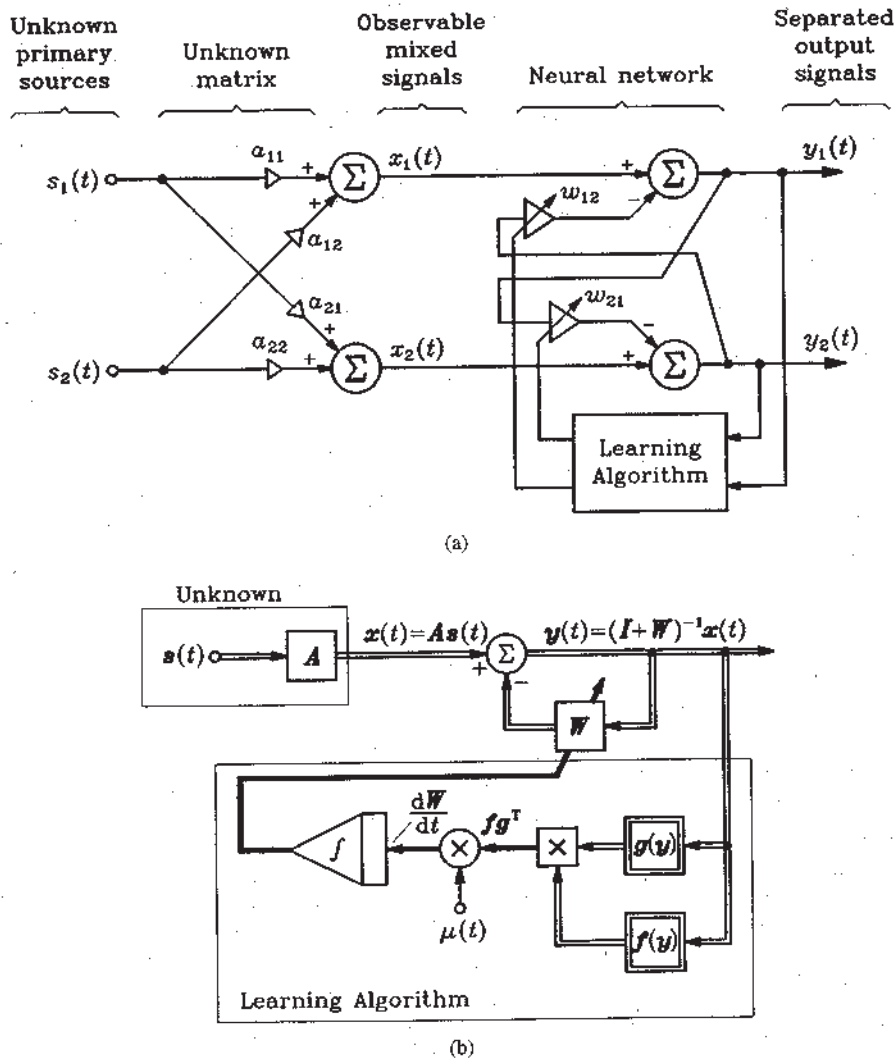 Unknown primary sources
Unknown matrix
Observable mixed signals
Neural network
Separated output signals
s₁(t)
a₁₁
+
+
Σ
x₁(t)
a₁₂
w₁₂
+
−
Σ
y₁(t)
a₂₁
w₂₁
s₂(t)
a₂₂
+
+
Σ
x₂(t)
−
+
Σ
y₂(t)
Learning Algorithm
(a)
Unknown
s(t)
A
x(t)=As(t)
+
−
Σ
y(t)=(I+W)⁻¹x(t)
W
∫
dW
dt
fgᵀ
×
μ(t)
×
g(y)
f(y)
Learning Algorithm
(b)